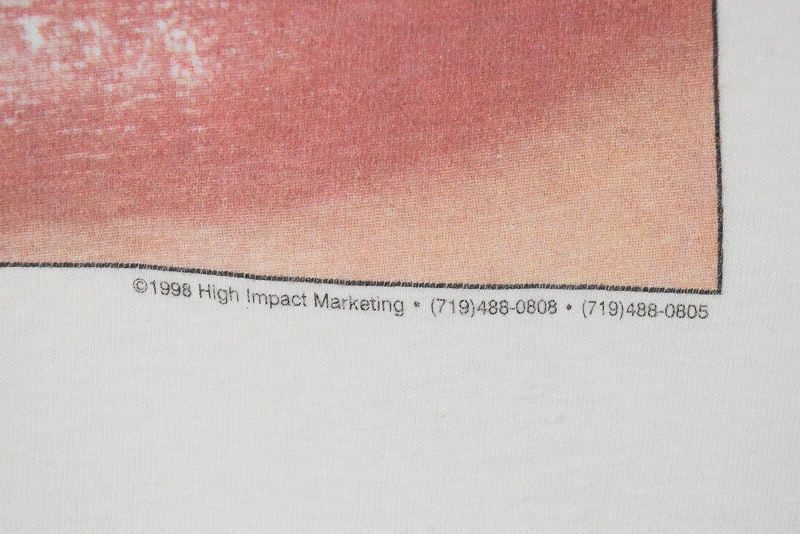 ©1998 High Impact Marketing • (719)488-0808 • (719)488-0805